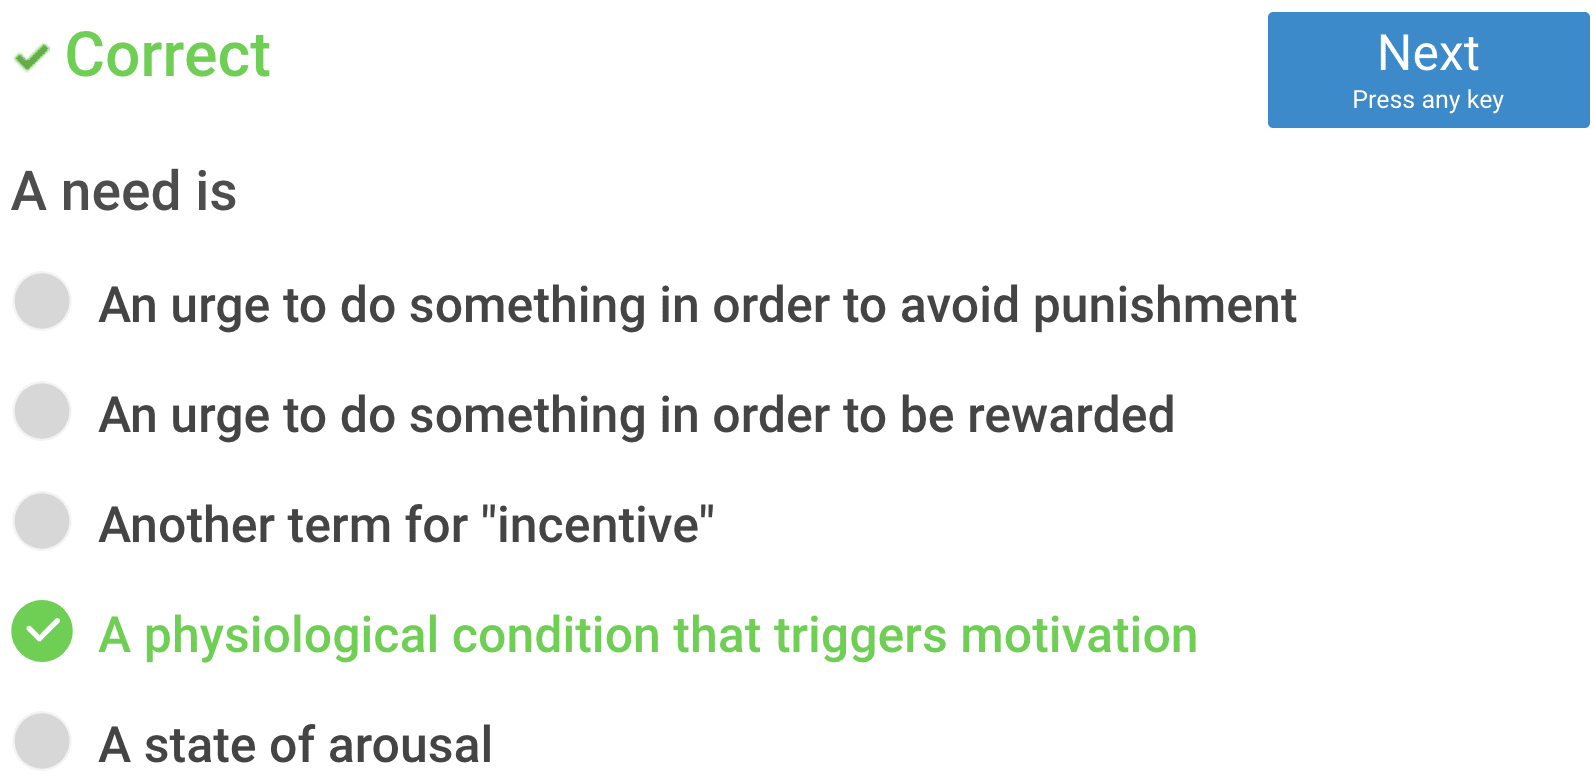 Correct
Next
Press any key
A need is
An urge to do something in order to avoid punishment
An urge to do something in order to be rewarded
Another term for "incentive"
A physiological condition that triggers motivation
A state of arousal